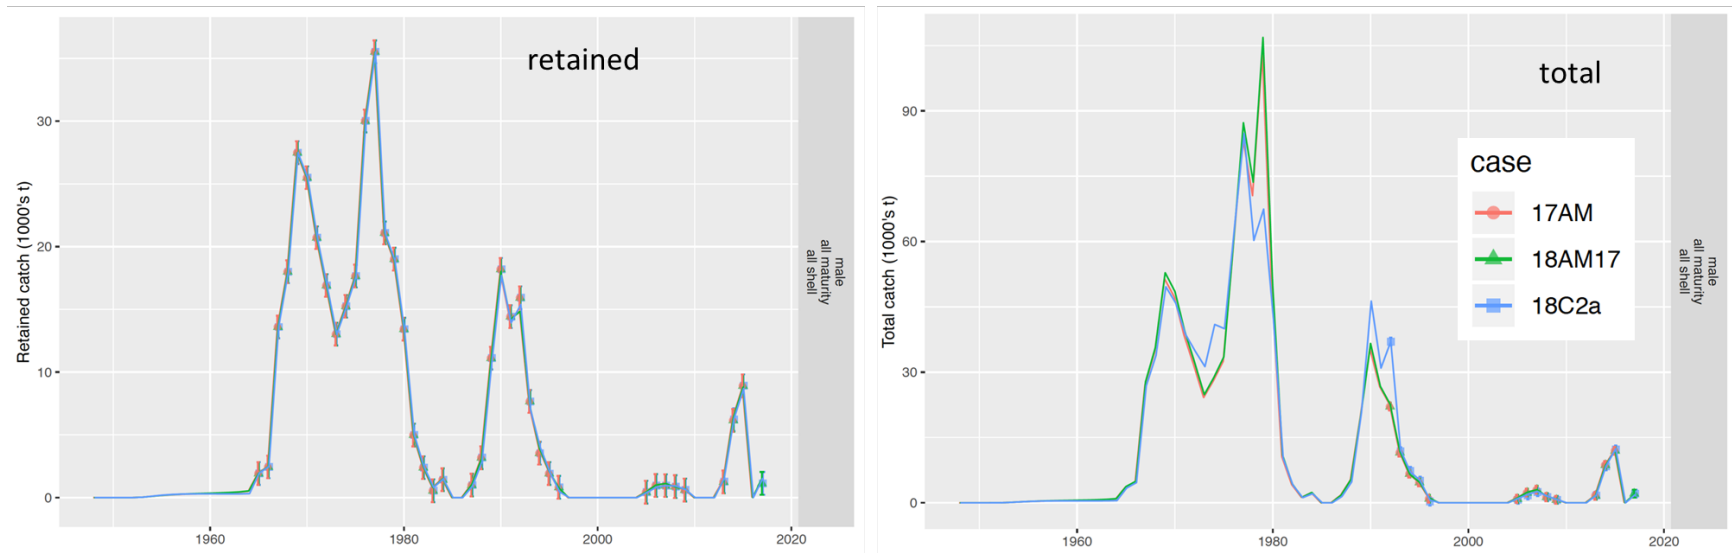 retained
Retained catch (1000's t)
30
20
10
0
1960
1980
2000
2020
male
all maturity
all shell
total
Total catch (1000's t)
90
60
30
0
1960
1980
2000
2020
case
17AM
18AM17
18C2a
male
all maturity
all shell